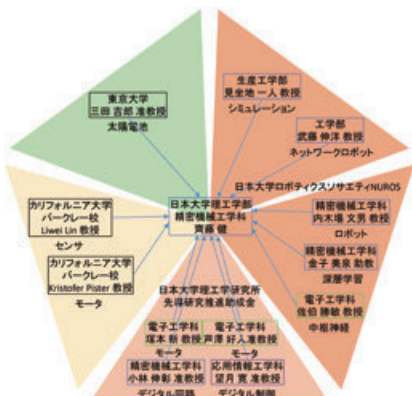 東京大学
三田 吉郎 准教授
太陽電池
生産工学部
見坐地 一人 教授
シミュレーション
工学部
武藤 伸洋 教授
ネットワークロボット
日本大学ロボティクスソサエティNUROS
カリフォルニア大学
バークレー校
Liwei Lin 教授
センサ
カリフォルニア大学
バークレー校
Kristofer Pister 教授
モータ
日本大学理工学部
精密機械工学科
齊藤 健
精密機械工学科
内木場 文男 教授
ロボット
精密機械工学科
金子 美泉 助教
深層学習
電子工学科
佐伯 勝敏 教授
中枢神経
日本大学理工学研究所
先導研究推進助成金
電子工学科
塚本 新 教授
モータ
電子工学科
芦澤 好人 准教授
モータ
精密機械工学科
小林 伸彰 准教授
デジタル回路
応用情報工学科
望月 寛 准教授
デジタル制御